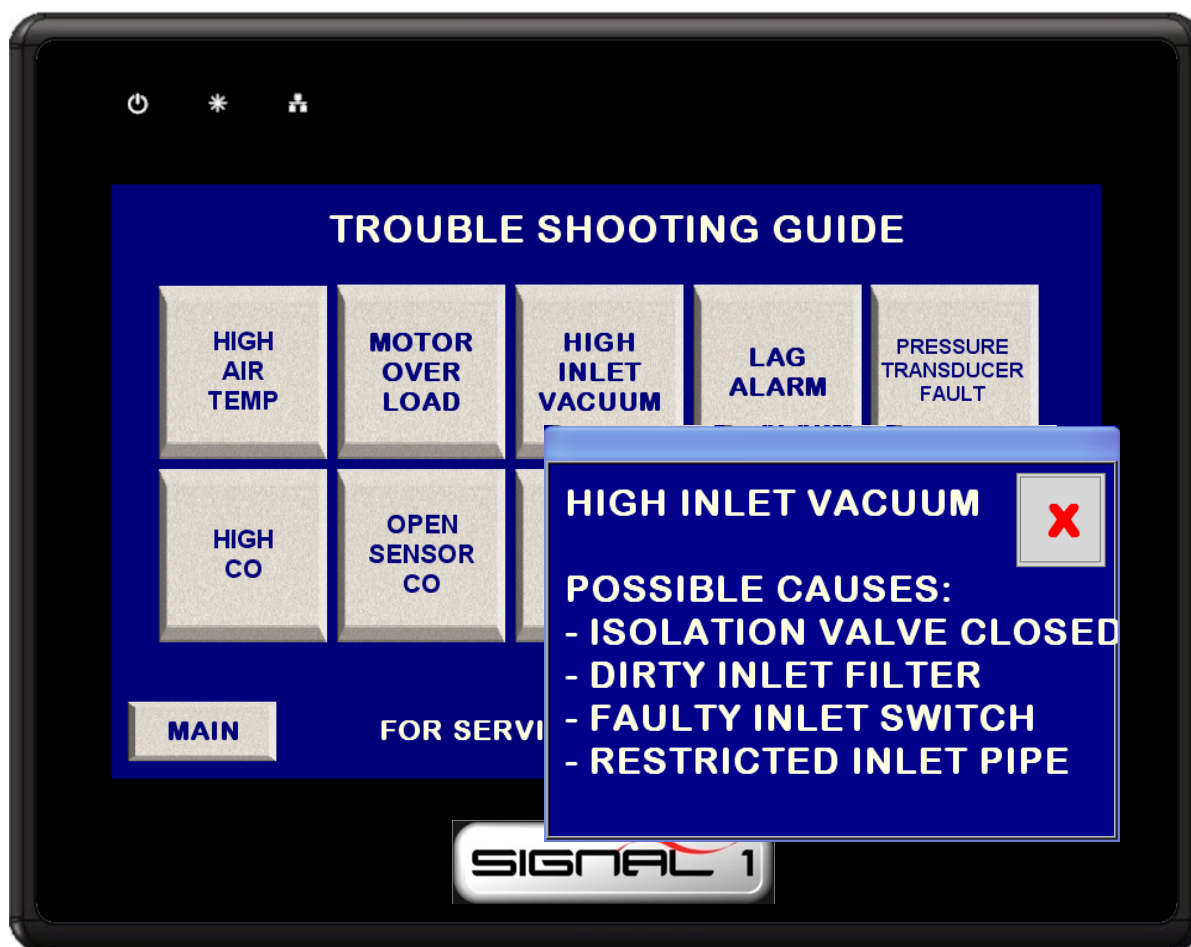 TROUBLE SHOOTING GUIDE
HIGH
AIR
TEMP
MOTOR
OVER
LOAD
HIGH
INLET
VACUUM
LAG
ALARM
PRESSURE
TRANSDUCER
FAULT
HIGH
CO
OPEN
SENSOR
CO
HIGH INLET VACUUM
X
POSSIBLE CAUSES:
- ISOLATION VALVE CLOSED
- DIRTY INLET FILTER
- FAULTY INLET SWITCH
- RESTRICTED INLET PIPE
MAIN
FOR SERVI
SIGNAL 1